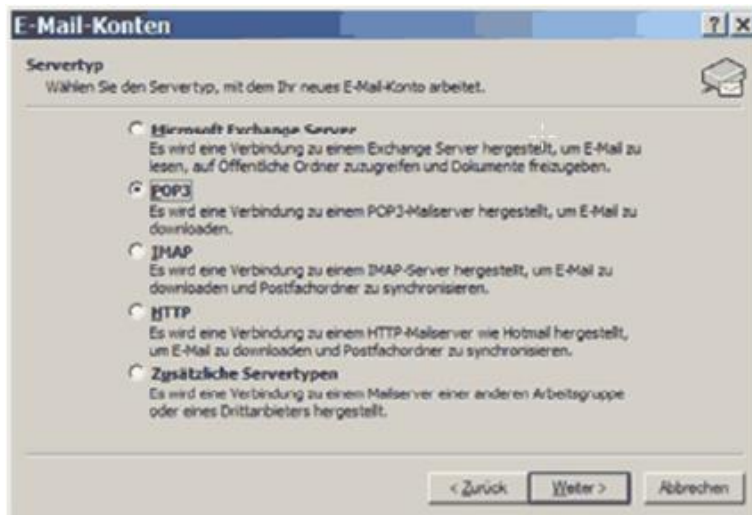 E-Mail-Konten
Servertyp
Wählen Sie den Servertyp, mit dem Ihr neues E-Mail-Konto arbeitet.
Microsoft Exchange Server
Es wird eine Verbindung zu einem Exchange Server hergestellt, um E-Mail zu
lesen, auf Öffentliche Ordner zuzugreifen und Dokumente freizugeben.
POP3
Es wird eine Verbindung zu einem POP3-Mailserver hergestellt, um E-Mail zu
downloaden.
IMAP
Es wird eine Verbindung zu einem IMAP-Server hergestellt, um E-Mail zu
downloaden und Postfachordner zu synchronisieren.
HTTP
Es wird eine Verbindung zu einem HTTP-Mailserver wie Hotmail hergestellt,
um E-Mail zu downloaden und Postfachordner zu synchronisieren.
Zusätzliche Servertypen
Es wird eine Verbindung zu einem Mailserver einer anderen Arbeitsgruppe
oder eines Drittanbieters hergestellt.
< Zurück Weiter > Abbrechen